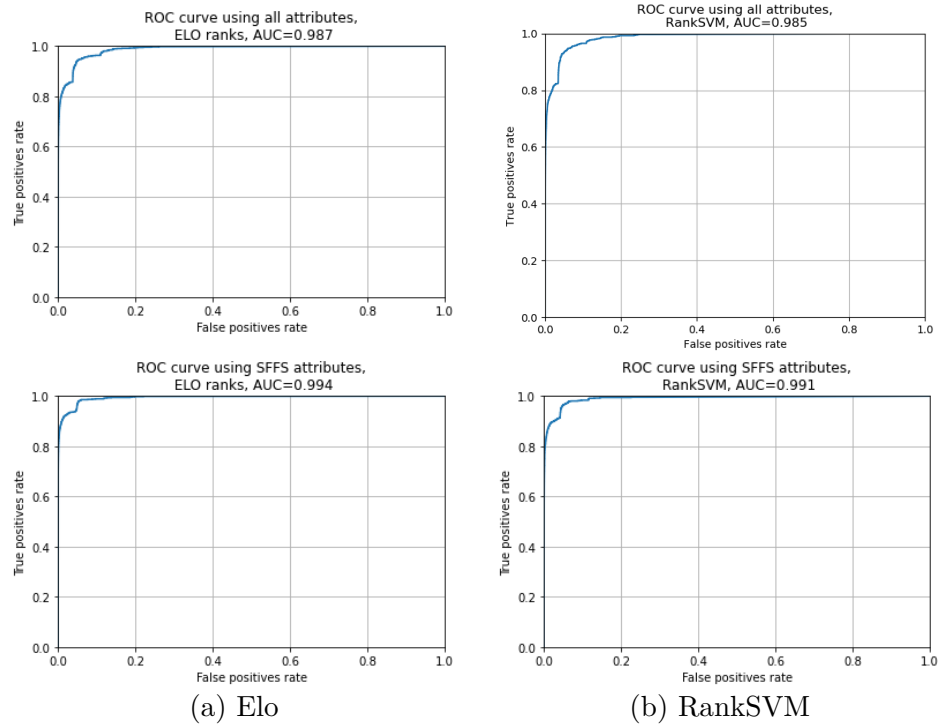 ROC curve using all attributes,
ELO ranks, AUC=0.987
1.0
0.8
0.6
0.4
0.2
0.0
True positives rate
0.0 0.2 0.4 0.6 0.8 1.0
False positives rate
ROC curve using all attributes,
RankSVM, AUC=0.985
1.0
0.8
0.6
0.4
0.2
0.0
True positives rate
0.0 0.2 0.4 0.6 0.8 1.0
False positives rate
ROC curve using SFFS attributes,
ELO ranks, AUC=0.994
1.0
0.8
0.6
0.4
0.2
0.0
True positives rate
0.0 0.2 0.4 0.6 0.8 1.0
False positives rate
ROC curve using SFFS attributes,
RankSVM, AUC=0.991
1.0
0.8
0.6
0.4
0.2
0.0
True positives rate
0.0 0.2 0.4 0.6 0.8 1.0
False positives rate
(a) Elo
(b) RankSVM